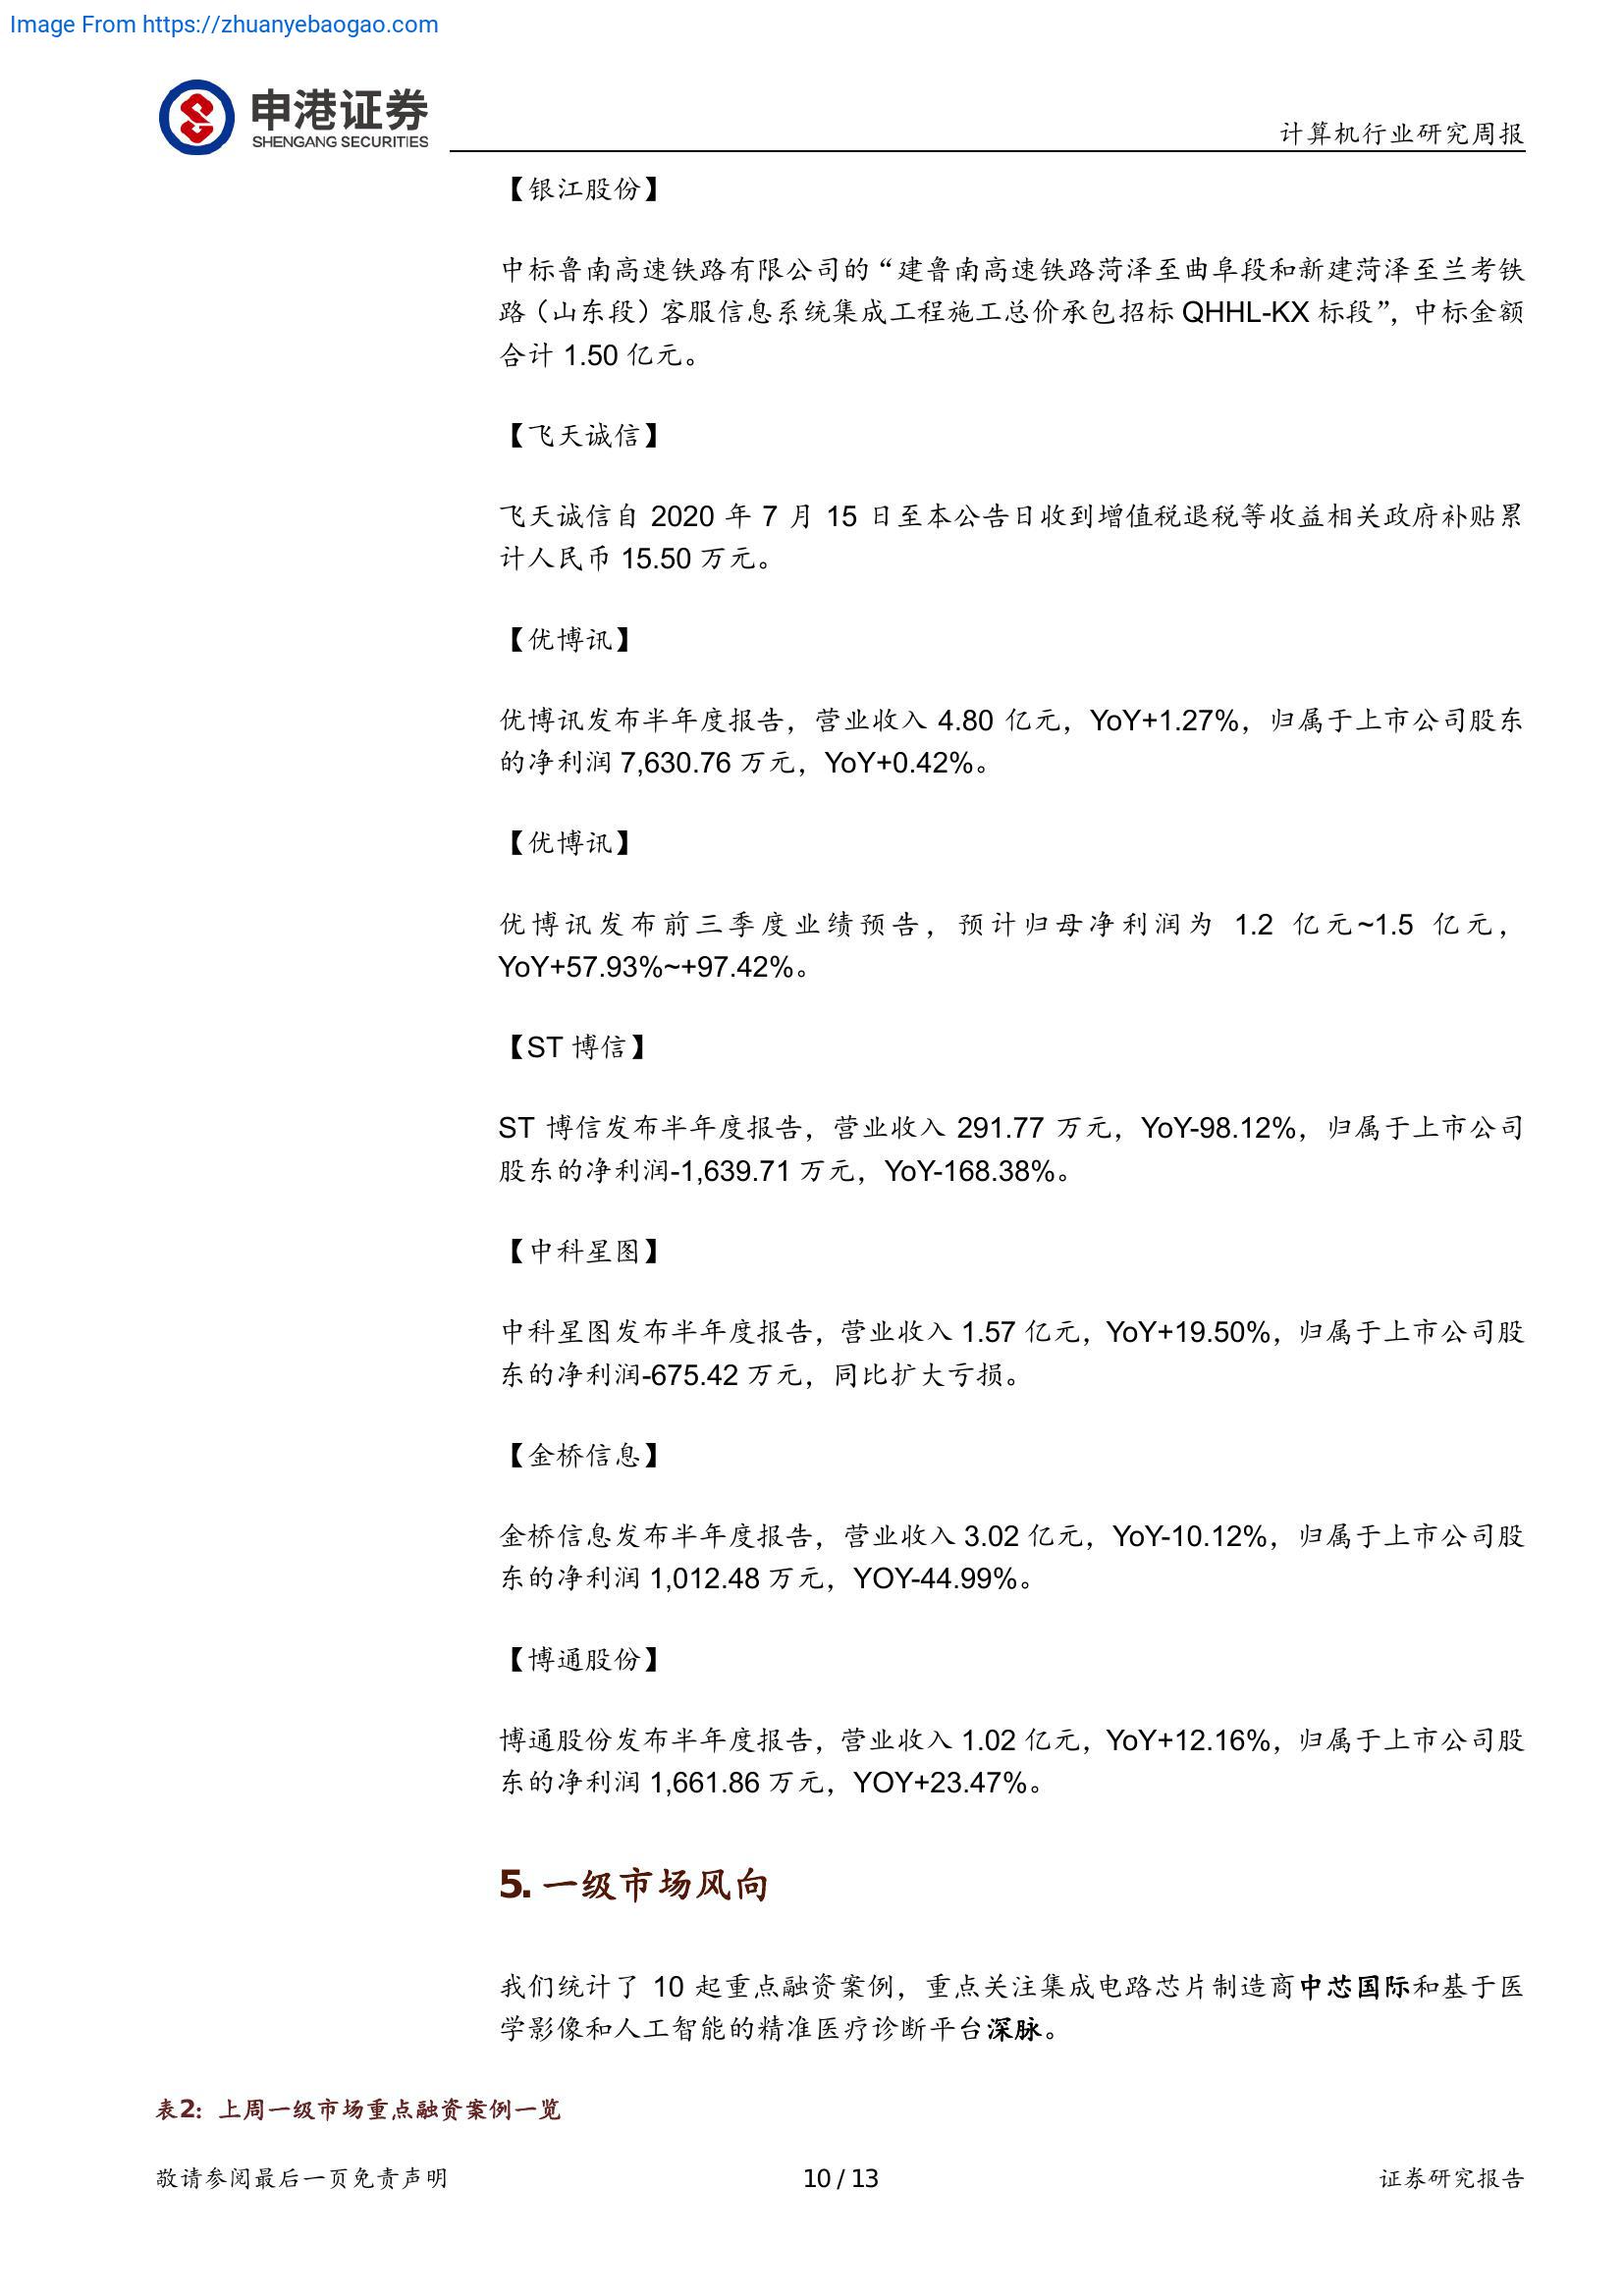 Image From https://zhuanyebaogao.com
申港证券
SHENGANG SECURITIES
计算机行业研究周报
【银江股份】
中标鲁南高速铁路有限公司的“建鲁南高速铁路菏泽至曲阜段和新建菏泽至兰考铁
路（山东段）客服信息系统集成工程施工总价承包招标 QHHL-KX 标段”，中标金额
合计 1.50 亿元。
【飞天诚信】
飞天诚信自 2020 年 7 月 15 日至本公告日收到增值税退税等收益相关政府补贴累
计人民币 15.50 万元。
【优博讯】
优博讯发布半年度报告，营业收入 4.80 亿元，YoY+1.27%，归属于上市公司股东
的净利润 7,630.76 万元，YoY+0.42%。
【优博讯】
优博讯发布前三季度业绩预告，预计归母净利润为 1.2 亿元~1.5 亿元，
YoY+57.93%~+97.42%。
【ST 博信】
ST 博信发布半年度报告，营业收入 291.77 万元，YoY-98.12%，归属于上市公司
股东的净利润-1,639.71 万元，YoY-168.38%。
【中科星图】
中科星图发布半年度报告，营业收入 1.57 亿元，YoY+19.50%，归属于上市公司股
东的净利润-675.42 万元，同比扩大亏损。
【金桥信息】
金桥信息发布半年度报告，营业收入 3.02 亿元，YoY-10.12%，归属于上市公司股
东的净利润 1,012.48 万元，YOY-44.99%。
【博通股份】
博通股份发布半年度报告，营业收入 1.02 亿元，YoY+12.16%，归属于上市公司股
东的净利润 1,661.86 万元，YOY+23.47%。
5. 一级市场风向
我们统计了 10 起重点融资案例，重点关注集成电路芯片制造商中芯国际和基于医
学影像和人工智能的精准医疗诊断平台深脉。
表2：上周一级市场重点融资案例一览
敬请参阅最后一页免责声明
10 / 13
证券研究报告